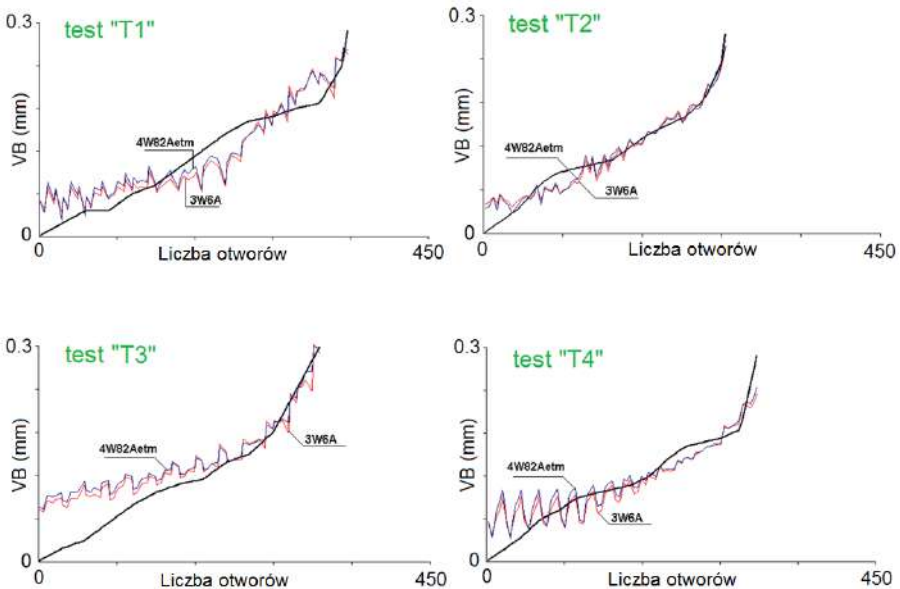 0.3
test "T1"
VB (mm)
4W82Aetm
3W6A
0
0
Liczba otworów
450
0.3
test "T2"
VB (mm)
4W82Aetm
3W6A
0
0
Liczba otworów
450
0.3
test "T3"
VB (mm)
4W82Aetm
3W6A
0
0
Liczba otworów
450
0.3
test "T4"
VB (mm)
4W82Aetm
3W6A
0
0
Liczba otworów
450